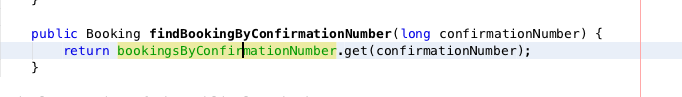 }
public Booking findBookingByConfirmationNumber(long confirmationNumber) {
return bookingsByConfirmationNumber.get(confirmationNumber);
}